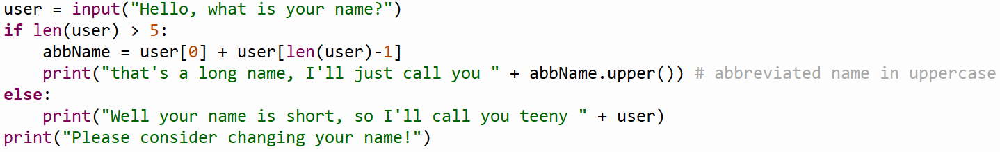 user = input("Hello, what is your name?")
if len(user) > 5:
    abbName = user[0] + user[len(user)-1]
    print("that's a long name, I'll just call you " + abbName.upper()) # abbreviated name in uppercase
else:
    print("Well your name is short, so I'll call you teeny " + user)
print("Please consider changing your name!")